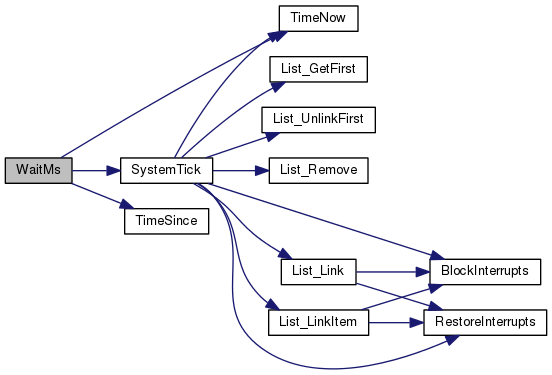 TimeNow
List_GetFirst
List_UnlinkFirst
WaitMs
SystemTick
List_Remove
TimeSince
List_Link
BlockInterrupts
List_LinkItem
RestoreInterrupts